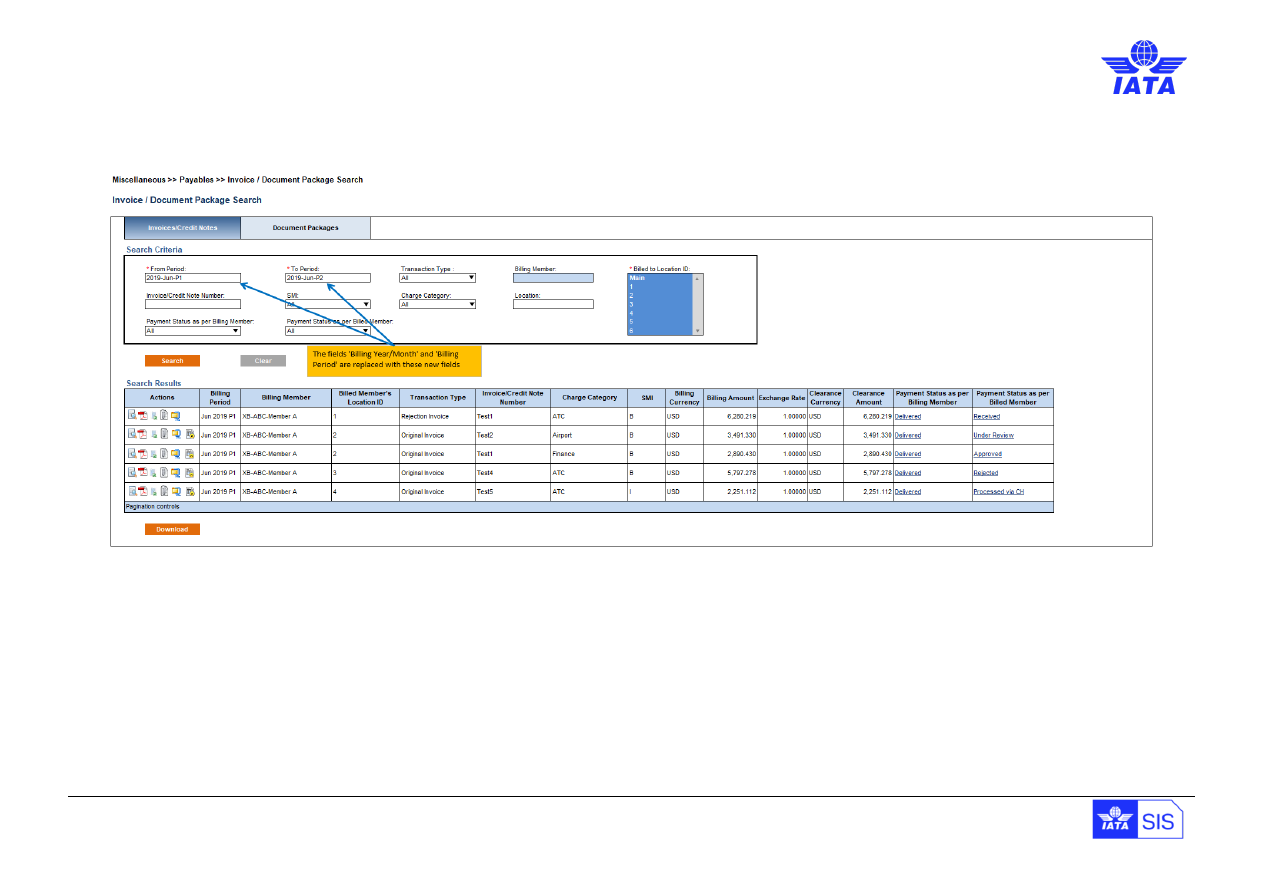 IATA
Miscellaneous >> Payables >> Invoice / Document Package Search
Invoice / Document Package Search
Invoices/Credit Notes Document Packages
Search Criteria
* From Period: * To Period: Transaction Type : Billing Member: * Billed to Location ID:
2019-Jun-P1 2019-Jun-P2 All Main
1
Invoice/Credit Note Number: SMI: Charge Category: Location: 2
All All 3
4
Payment Status as per Billing Member: Payment Status as per Billed Member: 5
All All 6
Search Clear
The fields 'Billing Year/Month' and 'Billing
Period' are replaced with these new fields
Search Results
Actions Billing Period Billing Member Billed Member's Location ID Transaction Type Invoice/Credit Note Number Charge Category SMI Billing Currency Billing Amount Exchange Rate Clearance Currency Clearance Amount Payment Status as per Billing Member Payment Status as per Billed Member
Jun 2019 P1 XB-ABC-Member A 1 Rejection Invoice Test1 ATC B USD 6,260.219 1.00000 USD 6,260.219 Delivered Received
Jun 2019 P1 XB-ABC-Member A 2 Original Invoice Test2 Airport B USD 3,491.330 1.00000 USD 3,491.330 Delivered Under Review
Jun 2019 P1 XB-ABC-Member A 2 Original Invoice Test1 Finance B USD 2,890.430 1.00000 USD 2,890.430 Delivered Approved
Jun 2019 P1 XB-ABC-Member A 3 Original Invoice Test4 ATC B USD 5,797.278 1.00000 USD 5,797.278 Delivered Rejected
Jun 2019 P1 XB-ABC-Member A 4 Original Invoice Test5 ATC I USD 2,251.112 1.00000 USD 2,251.112 Delivered Processed via CH
Pagination controls
Download
IATA SIS